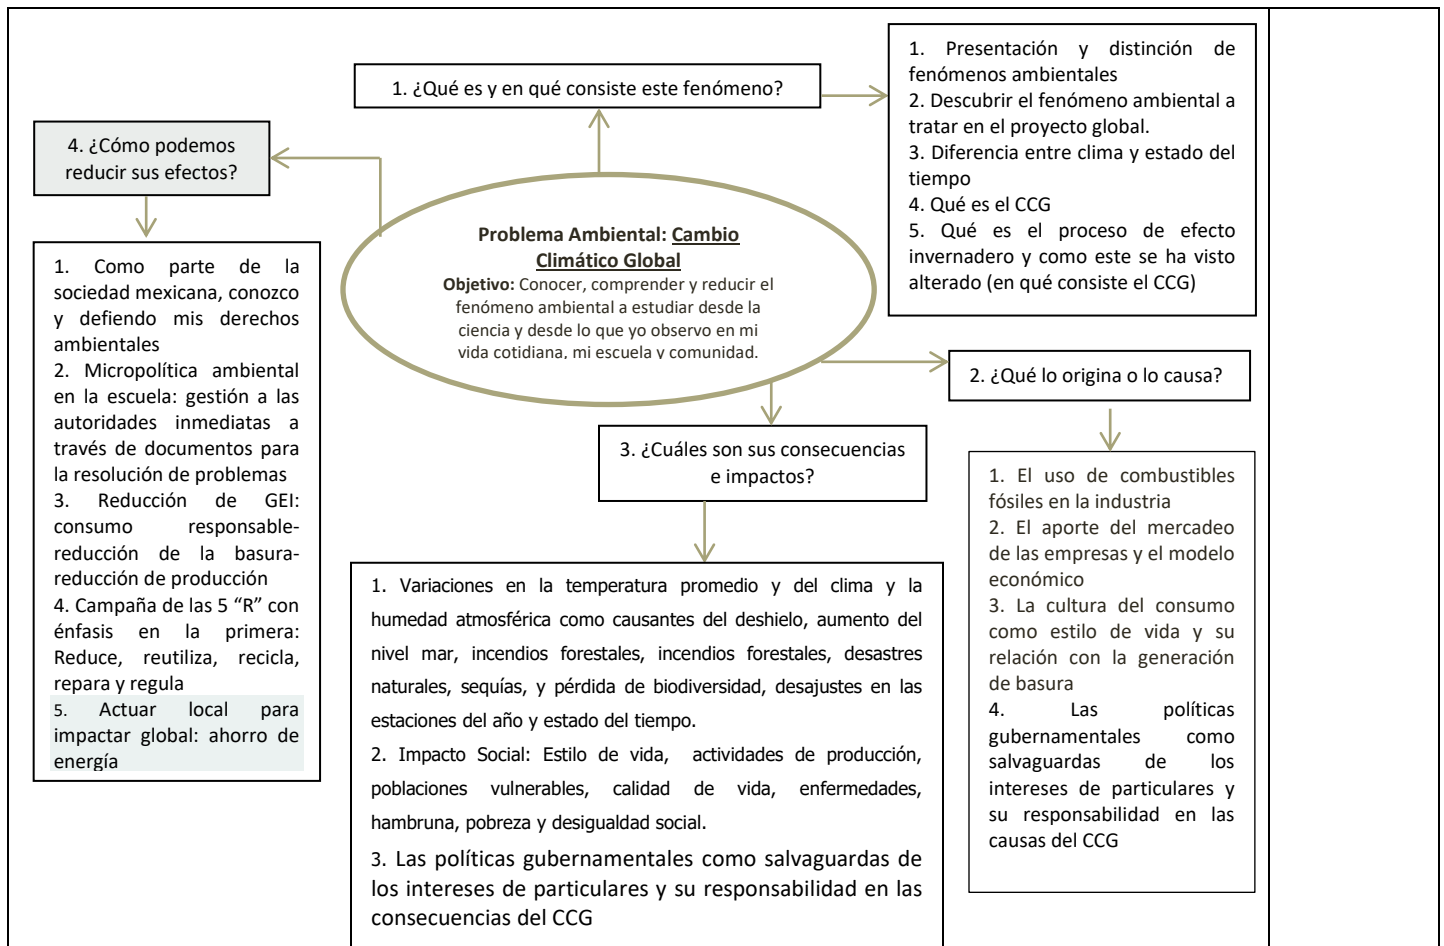 1. ¿Qué es y en qué consiste este fenómeno?
1. Presentación y distinción de
fenómenos ambientales
2. Descubrir el fenómeno ambiental a
tratar en el proyecto global.
3. Diferencia entre clima y estado del
tiempo
4. Qué es el CCG
5. Qué es el proceso de efecto
invernadero y como este se ha visto
alterado (en qué consiste el CCG)
4. ¿Cómo podemos
reducir sus efectos?
Problema Ambiental: Cambio
Climático Global
Objetivo: Conocer, comprender y reducir el
fenómeno ambiental a estudiar desde la
ciencia y desde lo que yo observo en mi
vida cotidiana, mi escuela y comunidad.
1. Como parte de la
sociedad mexicana, conozco
y defiendo mis derechos
ambientales
2. Micropolítica ambiental
en la escuela: gestión a las
autoridades inmediatas a
través de documentos para
la resolución de problemas
3. Reducción de GEI:
consumo responsable-
reducción de la basura-
reducción de producción
4. Campaña de las 5 “R” con
énfasis en la primera:
Reduce, reutiliza, recicla,
repara y regula
5. Actuar local para
impactar global: ahorro de
energía
2. ¿Qué lo origina o lo causa?
1. El uso de combustibles
fósiles en la industria
2. El aporte del mercadeo
de las empresas y el modelo
económico
3. La cultura del consumo
como estilo de vida y su
relación con la generación
de basura
4. Las políticas
gubernamentales como
salvaguardas de los
intereses de particulares y
su responsabilidad en las
causas del CCG
3. ¿Cuáles son sus consecuencias
e impactos?
1. Variaciones en la temperatura promedio y del clima y la
humedad atmosférica como causantes del deshielo, aumento del
nivel mar, incendios forestales, incendios forestales, desastres
naturales, sequías, y pérdida de biodiversidad, desajustes en las
estaciones del año y estado del tiempo.
2. Impacto Social: Estilo de vida, actividades de producción,
poblaciones vulnerables, calidad de vida, enfermedades,
hambruna, pobreza y desigualdad social.
3. Las políticas gubernamentales como salvaguardas de
los intereses de particulares y su responsabilidad en las
consecuencias del CCG